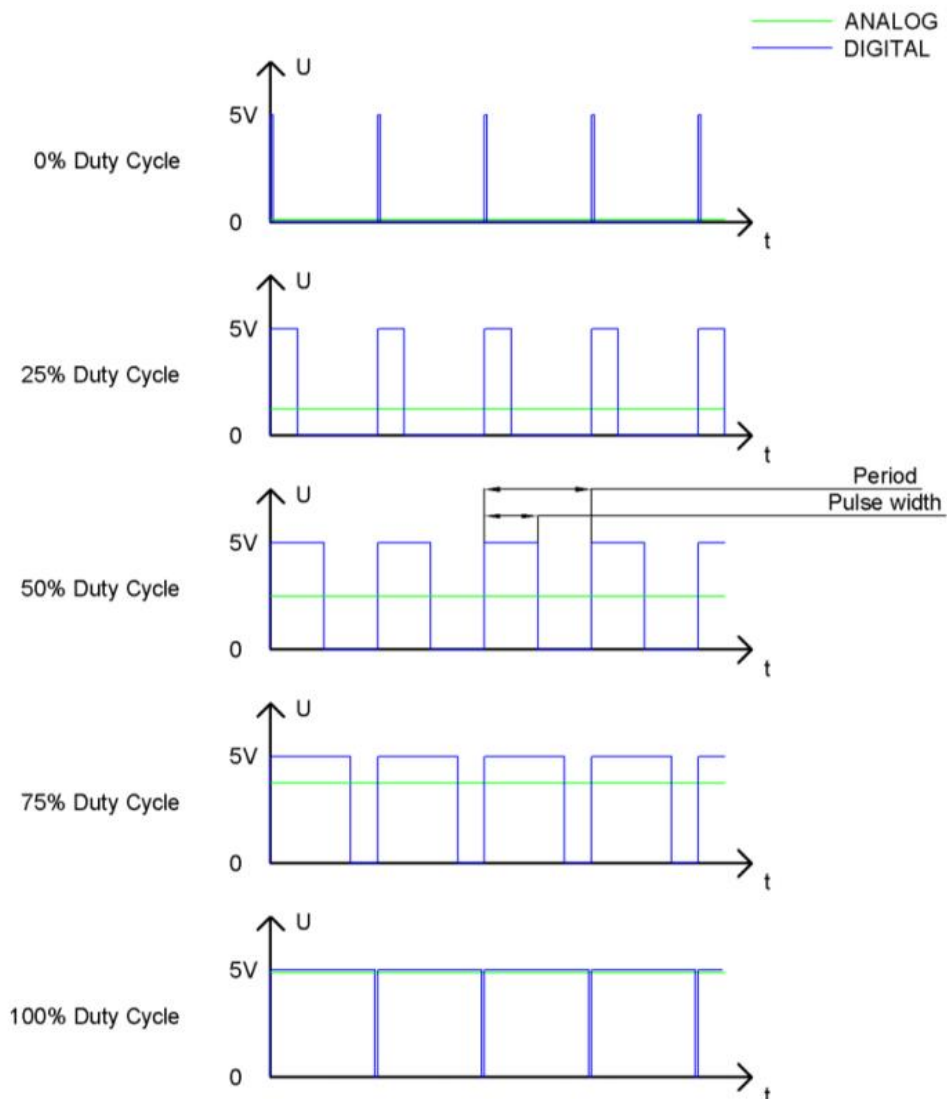 ANALOG
DIGITAL
U
5V
0% Duty Cycle
0
t
U
5V
25% Duty Cycle
0
t
Period
U
Pulse width
5V
50% Duty Cycle
0
t
U
5V
75% Duty Cycle
0
t
U
5V
100% Duty Cycle
0
t